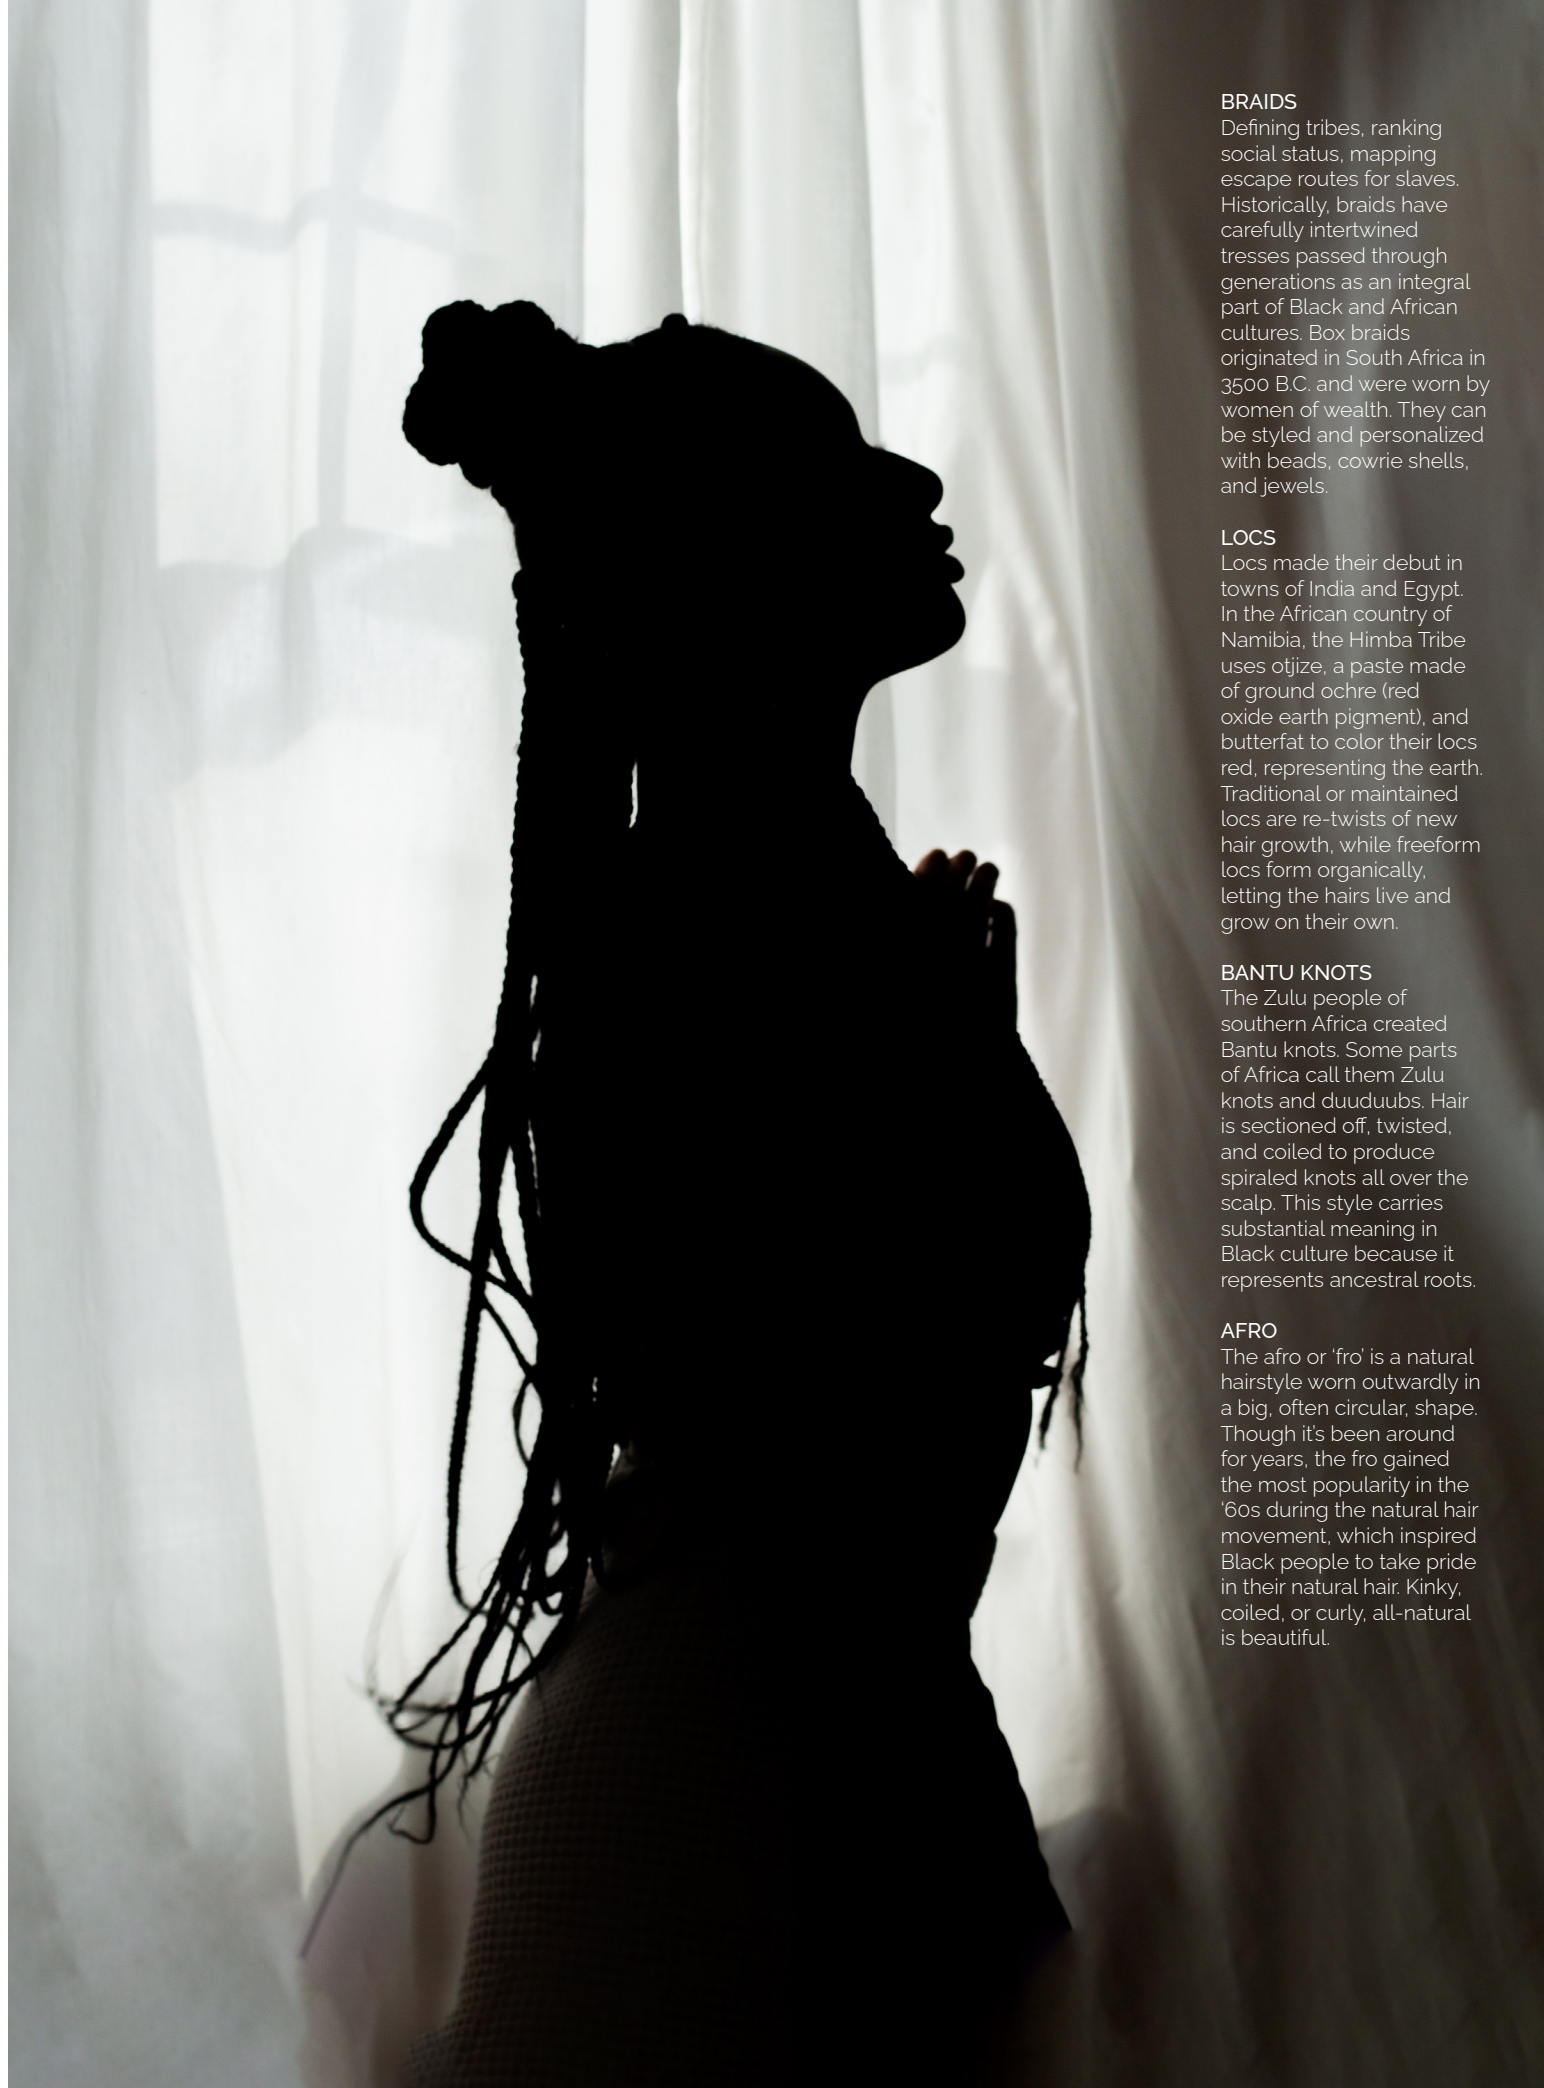 BRAIDS
Defining tribes, ranking
social status, mapping
escape routes for slaves.
Historically, braids have
carefully intertwined
tresses passed through
generations as an integral
part of Black and African
cultures. Box braids
originated in South Africa in
3500 B.C. and were worn by
women of wealth. They can
be styled and personalized
with beads, cowrie shells,
and jewels.
LOCS
Locs made their debut in
towns of India and Egypt.
In the African country of
Namibia, the Himba Tribe
uses otjize, a paste made
of ground ochre (red
oxide earth pigment), and
butterfat to color their locs
red, representing the earth.
Traditional or maintained
locs are re-twists of new
hair growth, while freeform
locs form organically,
letting the hairs live and
grow on their own.
BANTU KNOTS
The Zulu people of
southern Africa created
Bantu knots. Some parts
of Africa call them Zulu
knots and duuduubs. Hair
is sectioned off, twisted,
and coiled to produce
spiraled knots all over the
scalp. This style carries
substantial meaning in
Black culture because it
represents ancestral roots.
AFRO
The afro or ‘fro’ is a natural
hairstyle worn outwardly in
a big, often circular, shape.
Though it’s been around
for years, the fro gained
the most popularity in the
‘60s during the natural hair
movement, which inspired
Black people to take pride
in their natural hair. Kinky,
coiled, or curly, all-natural
is beautiful.